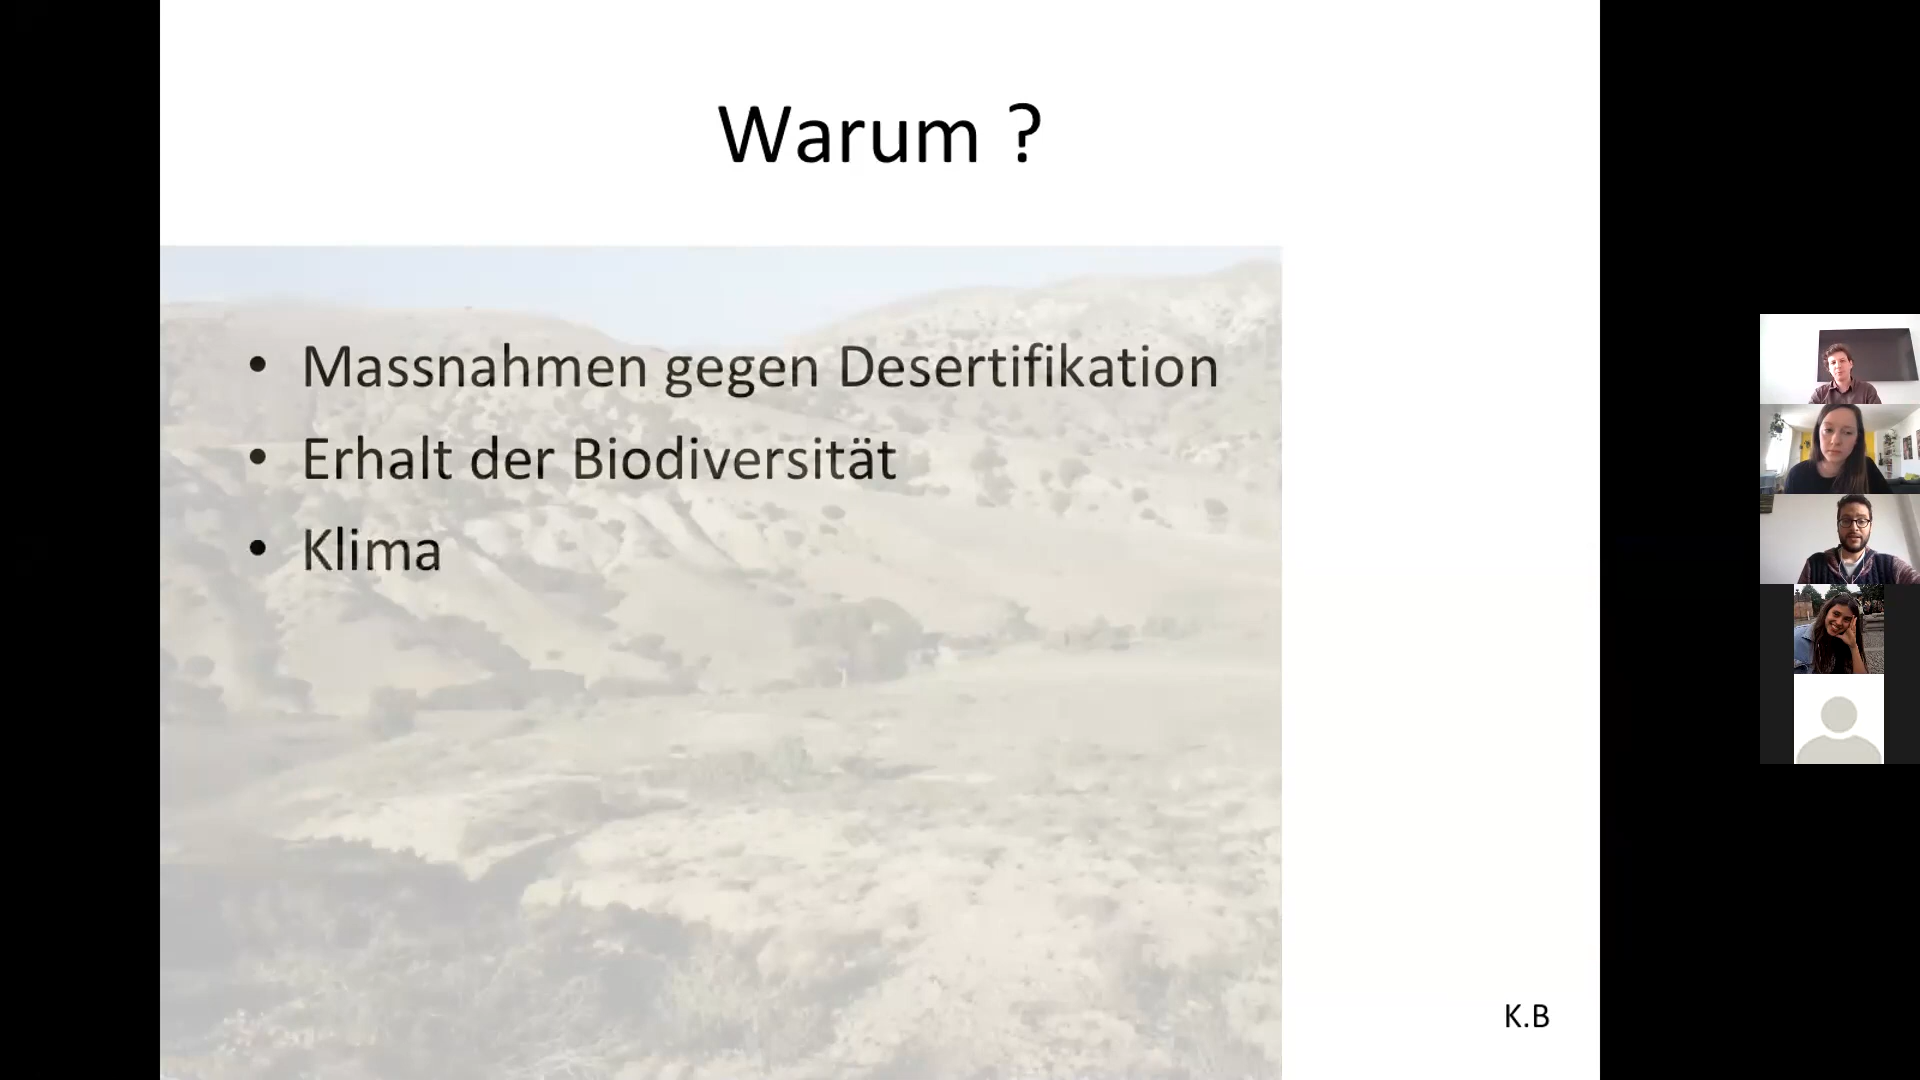 Warum ?
• Massnahmen gegen Desertifikation
• Erhalt der Biodiversität
• Klima
K.B